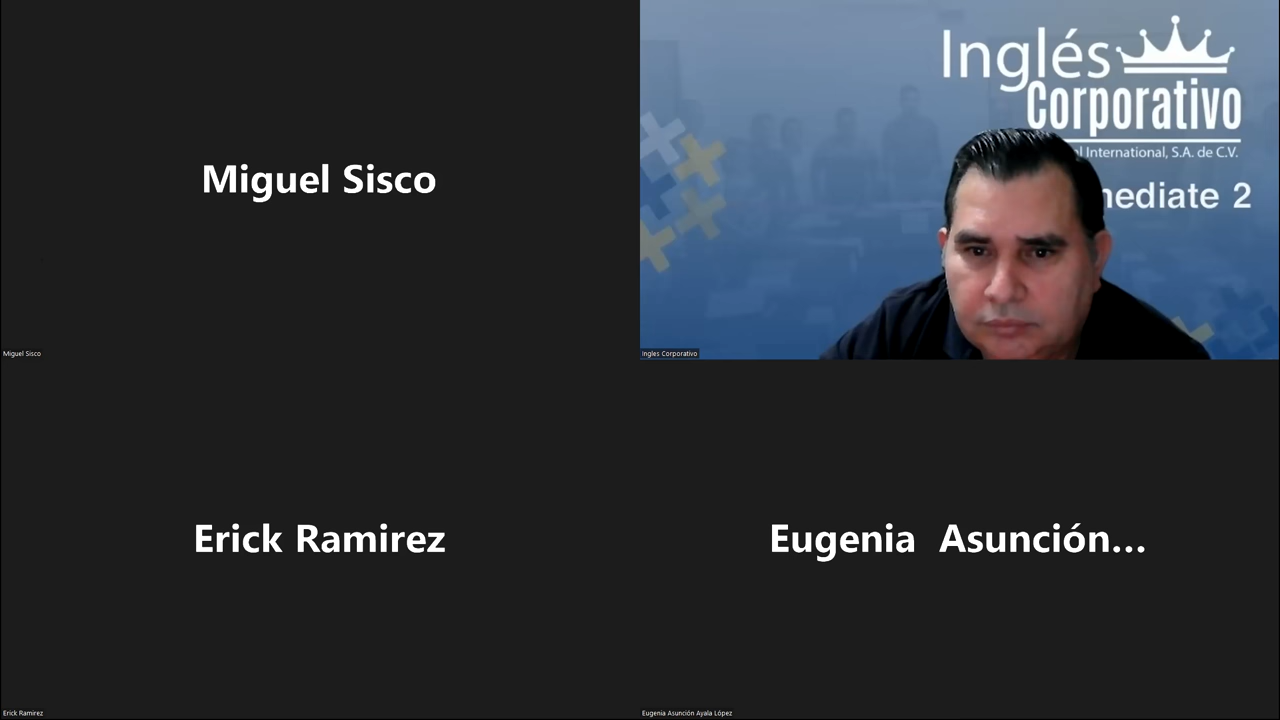 Miguel Sisco
Miguel Sisco
Inglés
Corporativo
l International, S.A. de C.V.
mediate 2
Ingles Corporativo
Erick Ramirez
Erick Ramirez
Eugenia Asunción...
Eugenia Asunción Ayala López